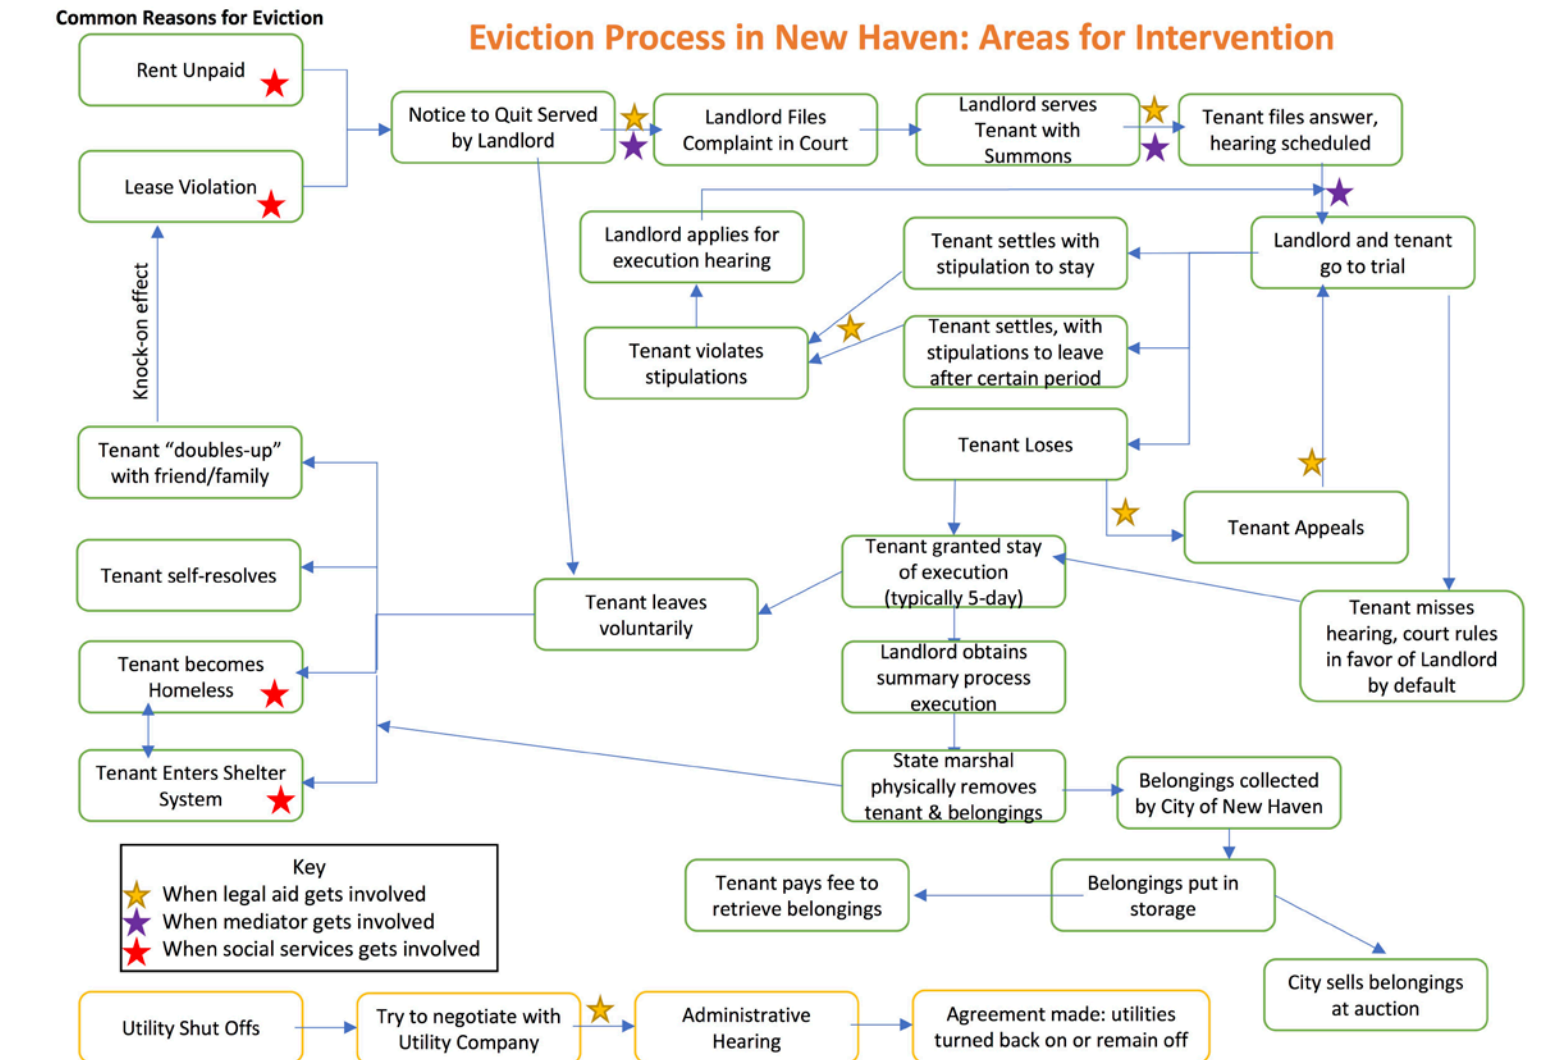 Common Reasons for Eviction
Eviction Process in New Haven: Areas for Intervention
Rent Unpaid
Notice to Quit Served
by Landlord
Landlord Files
Complaint in Court
Landlord serves
Tenant with
Summons
Tenant files answer,
hearing scheduled
Lease Violation
Landlord applies for
execution hearing
Tenant settles with
stipulation to stay
Landlord and tenant
go to trial
Knock-on effect
Tenant violates
stipulations
Tenant settles, with
stipulations to leave
after certain period
Tenant Loses
Tenant “doubles-up”
with friend/family
Tenant Appeals
Tenant self-resolves
Tenant granted stay
of execution
(typically 5-day)
Tenant leaves
voluntarily
Tenant misses
hearing, court rules
in favor of Landlord
by default
Tenant becomes
Homeless
Landlord obtains
summary process
execution
Tenant Enters Shelter
System
State marshal
physically removes
tenant & belongings
Belongings collected
by City of New Haven
Key
When legal aid gets involved
When mediator gets involved
When social services gets involved
Tenant pays fee to
retrieve belongings
Belongings put in
storage
City sells belongings
at auction
Utility Shut Offs
Try to negotiate with
Utility Company
Administrative
Hearing
Agreement made: utilities
turned back on or remain off